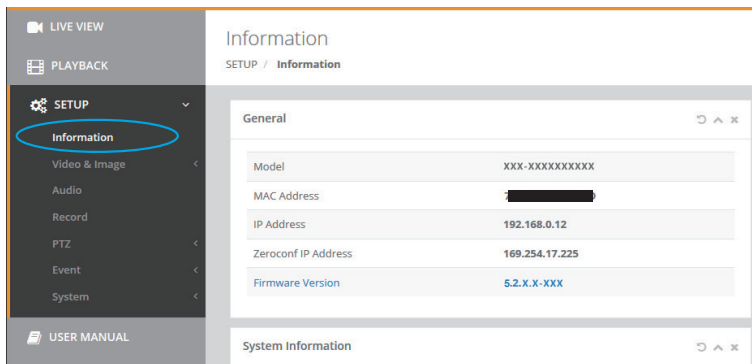 LIVE VIEW
PLAYBACK
SETUP
Information
Video & Image
Audio
Record
PTZ
Event
System
USER MANUAL
Information
SETUP / Information
General
Model XXX-XXXXXXXXXX
MAC Address
IP Address 192.168.0.12
Zeroconf IP Address 169.254.17.225
Firmware Version 5.2.X.X-XXX
System Information